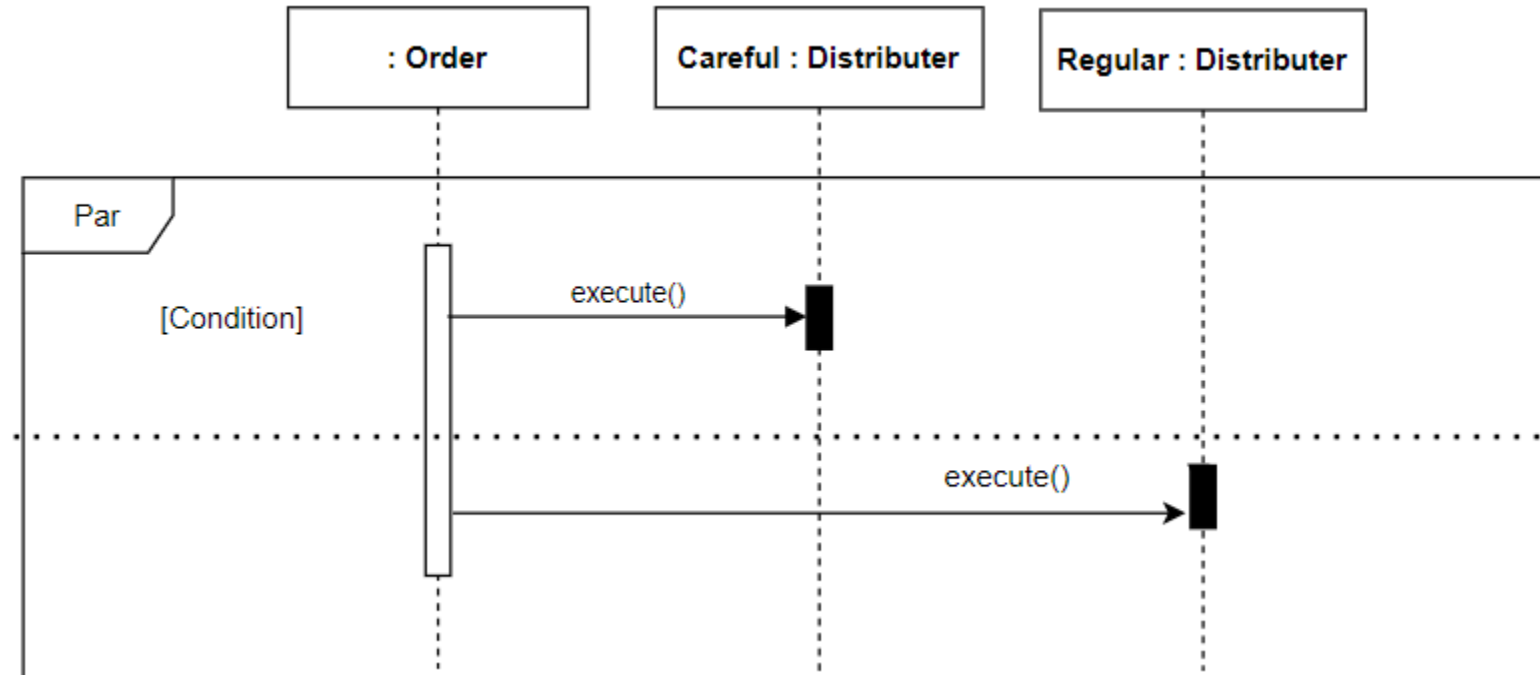 : Order
Careful : Distributer
Regular : Distributer
Par
execute()
[Condition]
execute()